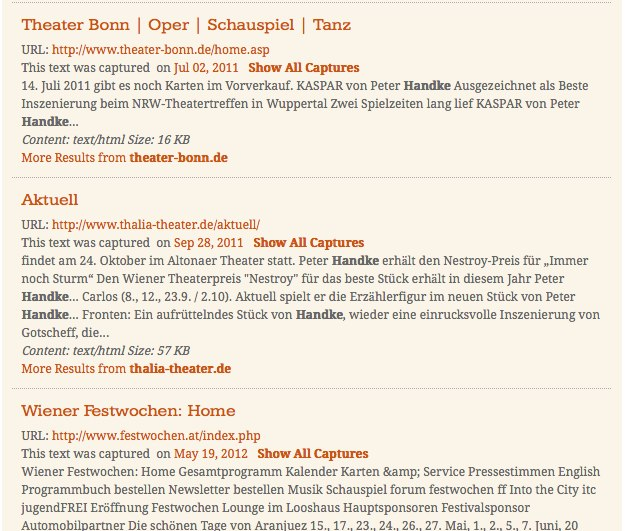 Theater Bonn | Oper | Schauspiel | Tanz
URL: http://www.theater-bonn.de/home.asp
This text was captured on Jul 02, 2011 Show All Captures
14. Juli 2011 gibt es noch Karten im Vorverkauf. KASPAR von Peter Handke Ausgezeichnet als Beste
Inszenierung beim NRW-Theatertreffen in Wuppertal Zwei Spielzeiten lang lief KASPAR von Peter
Handke...
Content: text/html Size: 16 KB
More Results from theater-bonn.de
Aktuell
URL: http://www.thalia-theater.de/aktuell/
This text was captured on Sep 28, 2011 Show All Captures
findet am 24. Oktober im Altonaer Theater statt. Peter Handke erhält den Nestroy-Preis für „Immer
noch Sturm“ Den Wiener Theaterpreis "Nestroy" für das beste Stück erhält in diesem Jahr Peter
Handke... Carlos (8., 12., 23.9. / 2.10). Aktuell spielt er die Erzählerfigur im neuen Stück von Peter
Handke... Fronten: Ein aufrüttelndes Stück von Handke, wieder eine einrucksvolle Inszenierung von
Gotscheff, die...
Content: text/html Size: 57 KB
More Results from thalia-theater.de
Wiener Festwochen: Home
URL: http://www.festwochen.at/index.php
This text was captured on May 19, 2012 Show All Captures
Wiener Festwochen: Home Gesamtprogramm Kalender Karten &amp; Service Pressestimmen English
Programmbuch bestellen Newsletter bestellen Musik Schauspiel forum festwochen ff Into the City itc
jugendFREI Eröffnung Festwochen Lounge im Looshaus Hauptsponsoren Festivalsponsor
Automobilpartner Die schönen Tage von Aranjuez 15., 17., 23., 24., 26., 27. Mai, 1., 2., 5., 7. Juni, 20